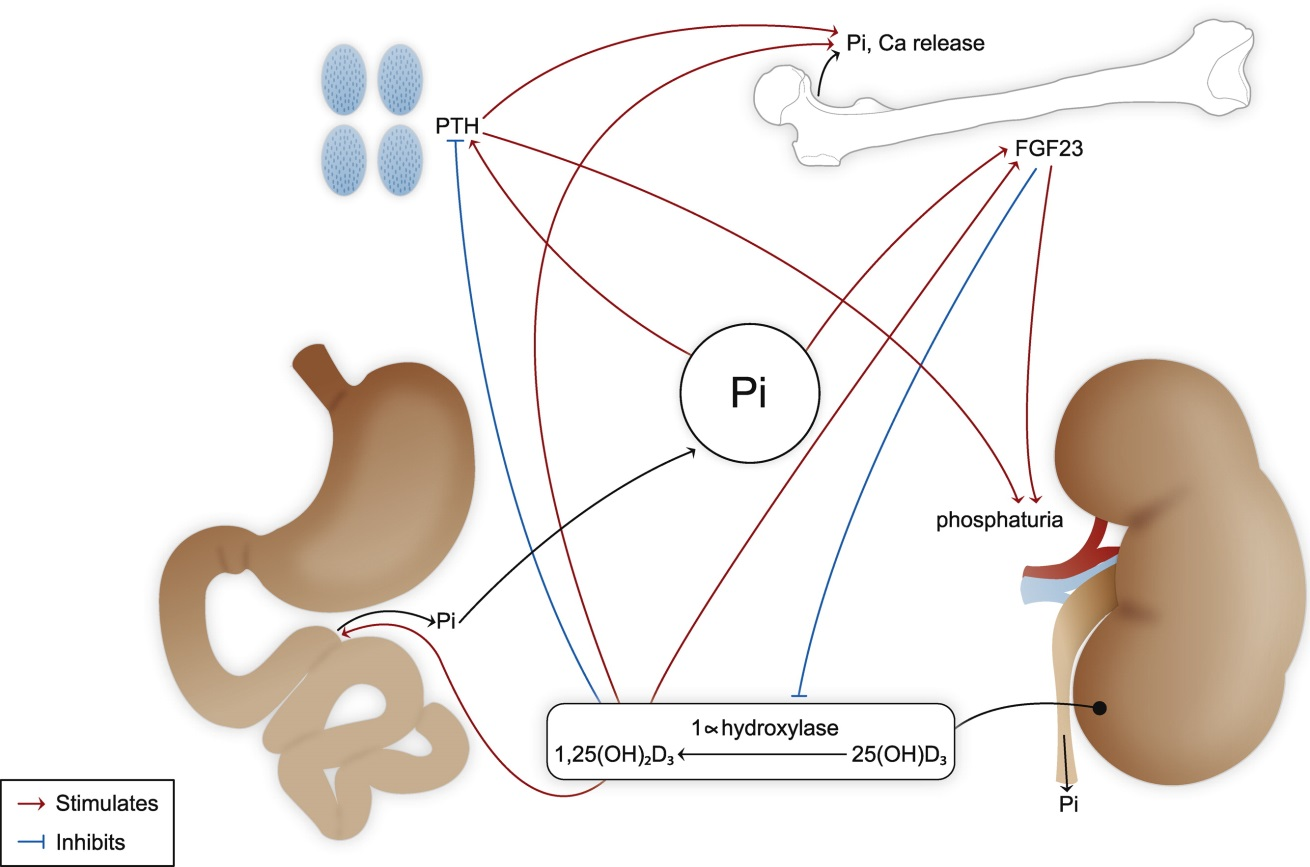 Pi, Ca release
PTH
FGF23
Pi
phosphaturia
Pi
1∝hydroxylase
1,25(OH)₂D₃
25(OH)D₃
Pi
Stimulates
Inhibits